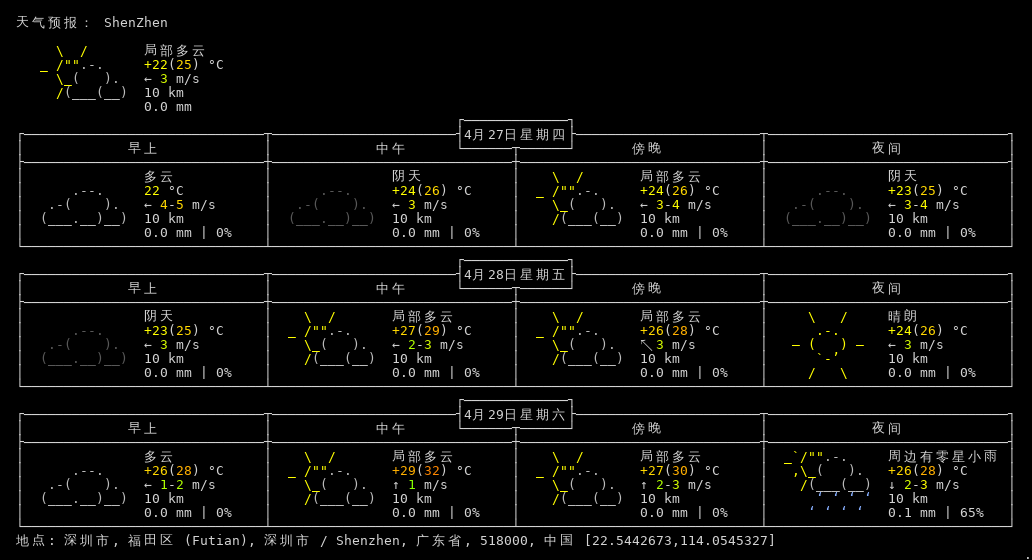 天气预报： ShenZhen
局部多云
+22(25) °C
← 3 m/s
10 km
0.0 mm
4月27日星期四
早上 中午 傍晚 夜间
多云 阴天 局部多云 阴天
22 °C +24(26) °C +24(26) °C +23(25) °C
← 4-5 m/s ← 3 m/s ← 3-4 m/s ← 3-4 m/s
10 km 10 km 10 km 10 km
0.0 mm | 0% 0.0 mm | 0% 0.0 mm | 0% 0.0 mm | 0%
4月28日星期五
早上 中午 傍晚 夜间
阴天 局部多云 局部多云 晴朗
+23(25) °C +27(29) °C +26(28) °C +24(26) °C
← 3 m/s ← 2-3 m/s ↖ 3 m/s ← 3 m/s
10 km 10 km 10 km 10 km
0.0 mm | 0% 0.0 mm | 0% 0.0 mm | 0% 0.0 mm | 0%
4月29日星期六
早上 中午 傍晚 夜间
多云 局部多云 局部多云 周边有零星小雨
+26(28) °C +29(32) °C +27(30) °C +26(28) °C
← 1-2 m/s ↑ 1 m/s ↑ 2-3 m/s ↓ 2-3 m/s
10 km 10 km 10 km 10 km
0.0 mm | 0% 0.0 mm | 0% 0.0 mm | 0% 0.1 mm | 65%
地点: 深圳市, 福田区 (Futian), 深圳市 / Shenzhen, 广东省, 518000, 中国 [22.5442673,114.0545327]